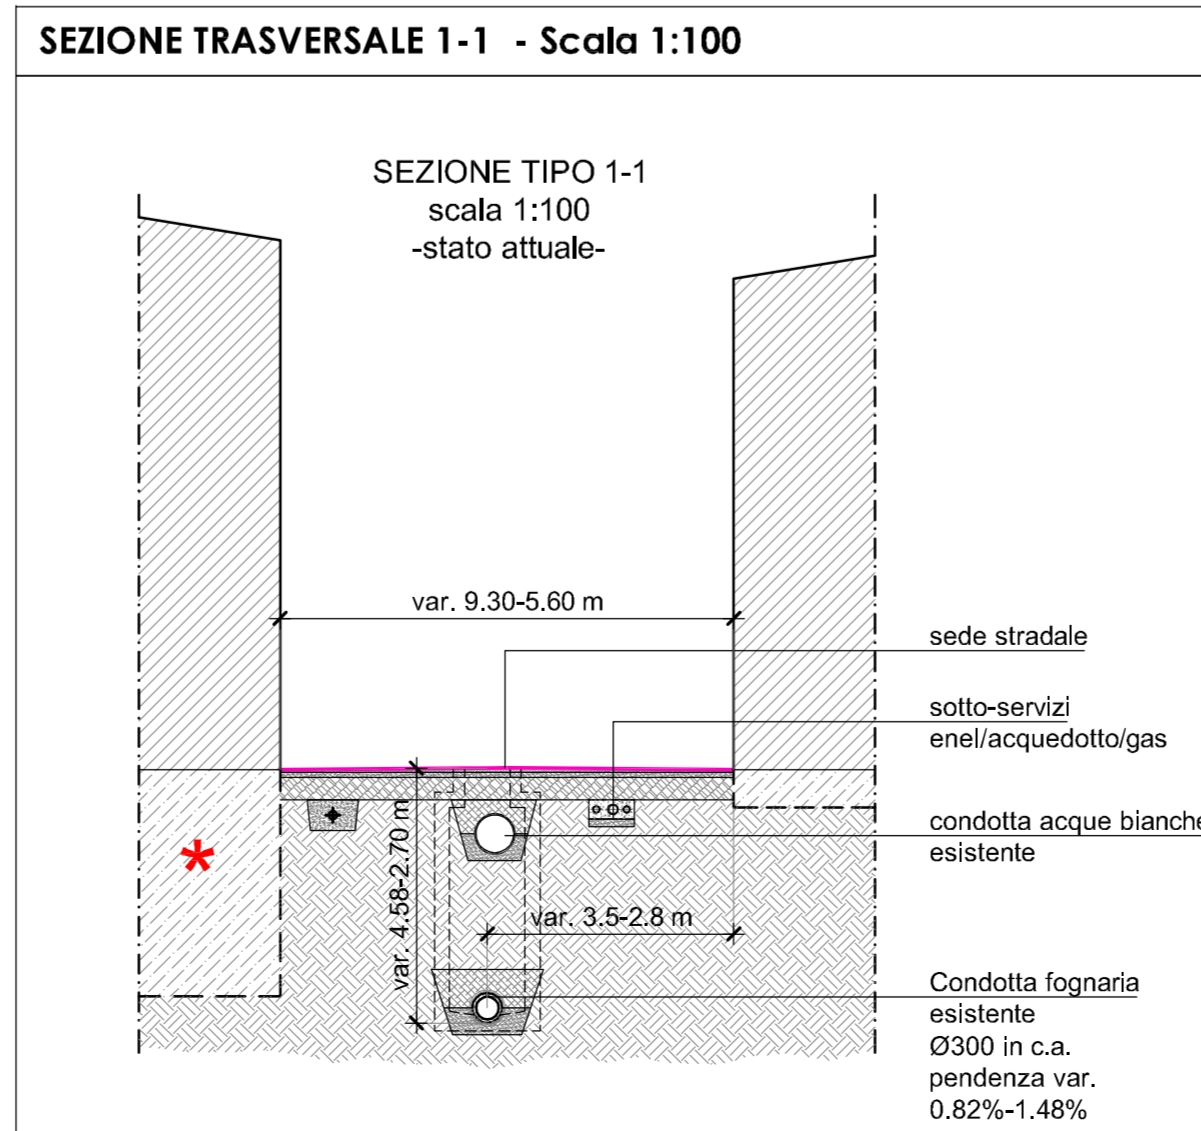 SEZIONE TRASVERSALE 1-1 - Scala 1:100
SEZIONE TIPO 1-1
scala 1:100
-stato attuale-
var. 9.30-5.60 m
sede stradale
sotto-servizi
enel/acquedotto/gas
condotta acque bianche
esistente
var. 4.58-2.70 m
*
var. 3.5-2.8 m
Condotta fognaria
esistente
Ø300 in c.a.
pendenza var.
0.82%-1.48%